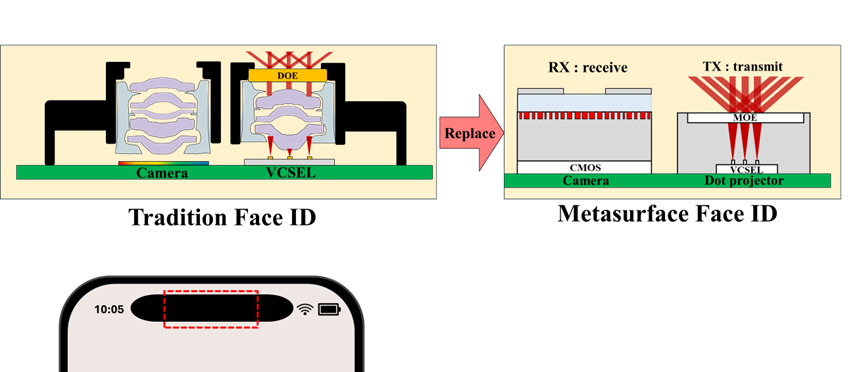 DOE
Camera
VCSEL
Tradition Face ID
Replace
RX : receive
TX : transmit
MOE
CMOS
VCSEL
Camera
Dot projector
Metasurface Face ID
10:05